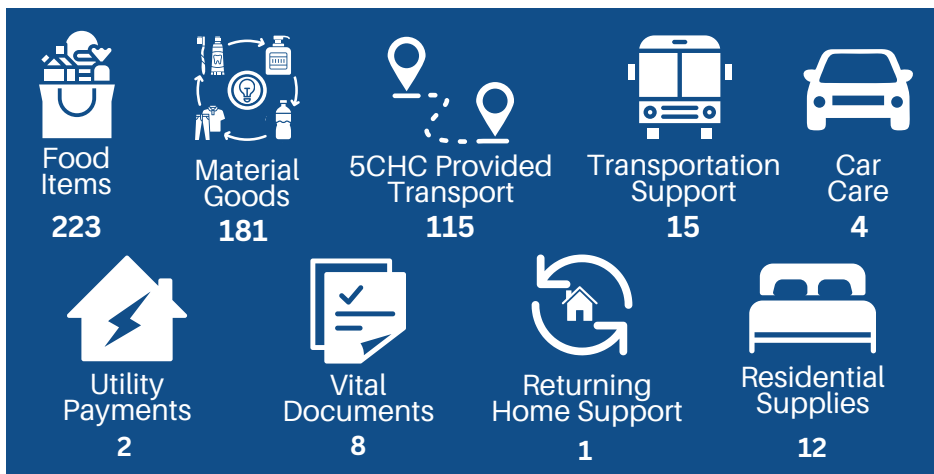 Food
Items
223
Material
Goods
181
5CHC Provided
Transport
115
Transportation
Support
15
Car
Care
4
Utility
Payments
2
Vital
Documents
8
Returning
Home Support
1
Residential
Supplies
12